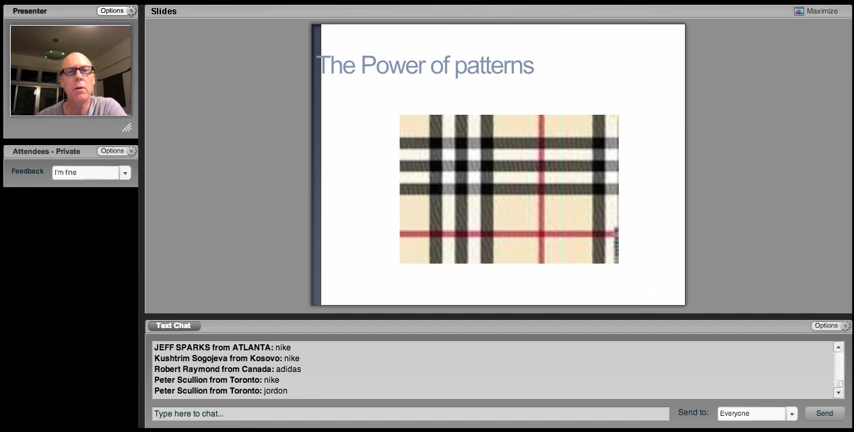 Presenter
Options
Slides
Maximize
The Power of patterns
Attendees - Private
Options
Feedback
I'm fine
Text Chat
Options
JEFF SPARKS from ATLANTA: nike
Kushtrim Sogojeva from Kosovo: nike
Robert Raymond from Canada: adidas
Peter Scullion from Toronto: nike
Peter Scullion from Toronto: jordon
Type here to chat...
Send to:
Everyone
Send